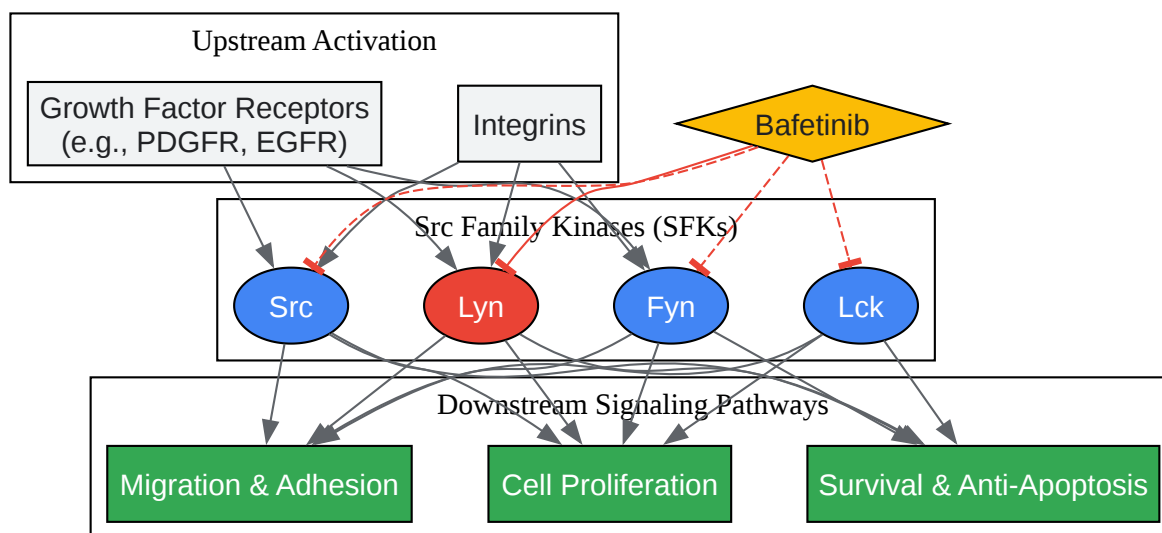 Upstream Activation
Growth Factor Receptors
(e.g., PDGFR, EGFR)
Integrins
Bafetinib
Src Family Kinases (SFKs)
Src
Lyn
Fyn
Lck
Downstream Signaling Pathways
Migration & Adhesion
Cell Proliferation
Survival & Anti-Apoptosis